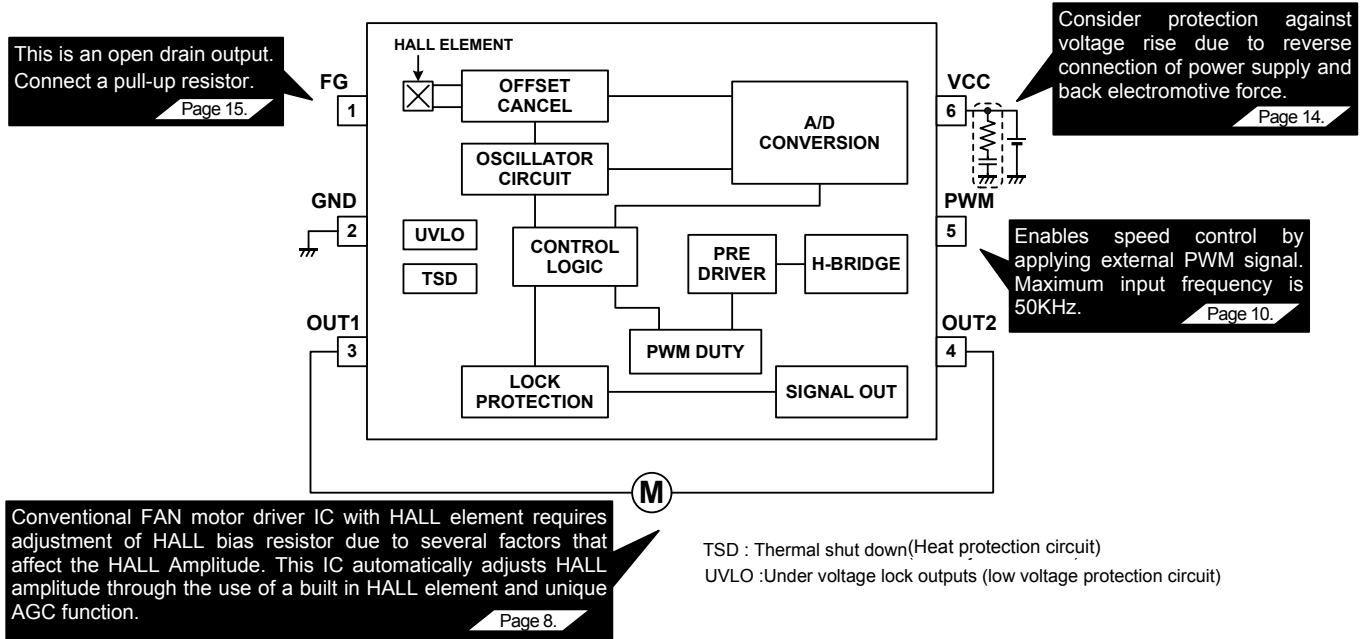 This is an open drain output.
Connect a pull-up resistor.
Page 15.
HALL ELEMENT
Consider protection against
voltage rise due to reverse
connection of power supply and
back electromotive force.
Page 14.
FG
1
OFFSET
CANCEL
A/D
CONVERSION
VCC
6
OSCILLATOR
CIRCUIT
GND
2
UVLO
TSD
CONTROL
LOGIC
PRE
DRIVER
H-BRIDGE
PWM
5
Enables speed control by
applying external PWM signal.
Maximum input frequency is
50KHz.
Page 10.
OUT1
3
PWM DUTY
OUT2
4
LOCK
PROTECTION
SIGNAL OUT
M
Conventional FAN motor driver IC with HALL element requires
adjustment of HALL bias resistor due to several factors that
affect the HALL Amplitude. This IC automatically adjusts HALL
amplitude through the use of a built in HALL element and unique
AGC function.
Page 8.
TSD : Thermal shut down(Heat protection circuit)
UVLO :Under voltage lock outputs (low voltage protection circuit)